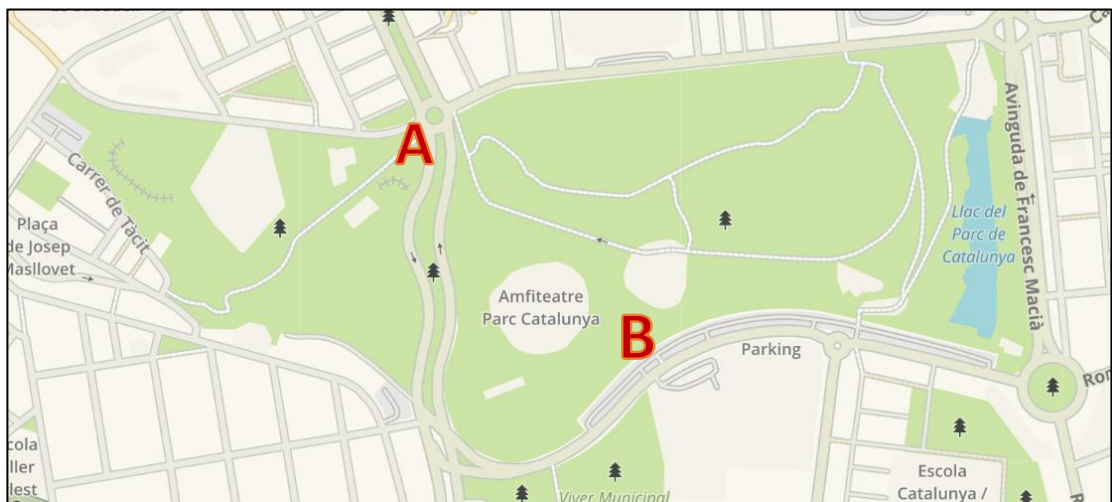 A
Carrer de Tàcit
Plaça
de Josep
Masllovet
Amfiteatre
Parc Catalunya
B
Parking
Llac del
Parc de
Catalunya
Avinguda de Francesc Macià
Escola
Catalunya /
Viver Municipal